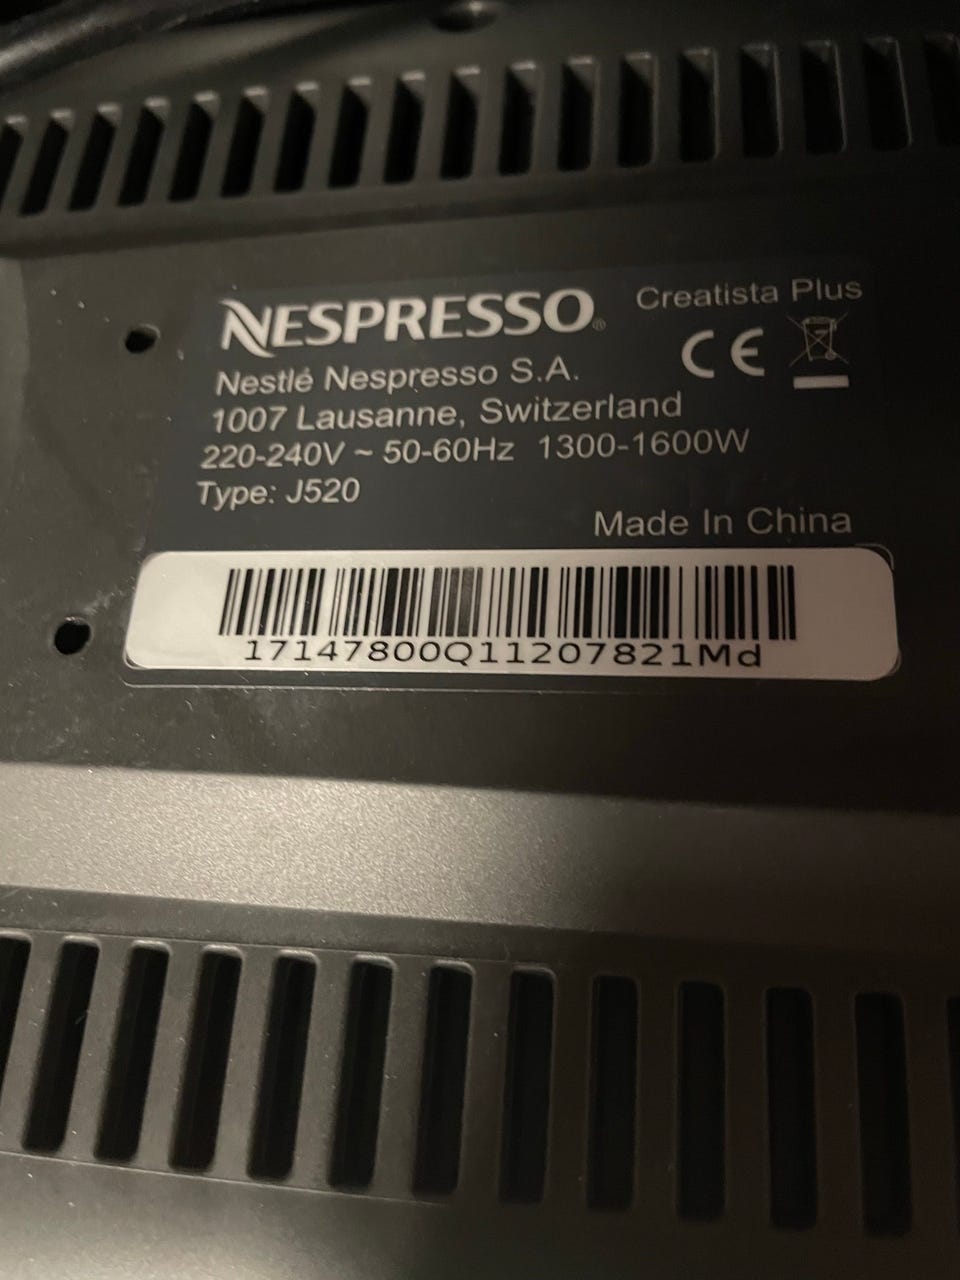 NESPRESSO®
Creatista Plus
CE
Nestlé Nespresso S.A.
1007 Lausanne, Switzerland
220-240V ~ 50-60Hz 1300-1600W
Type: J520
Made In China
17147800Q11207821Md